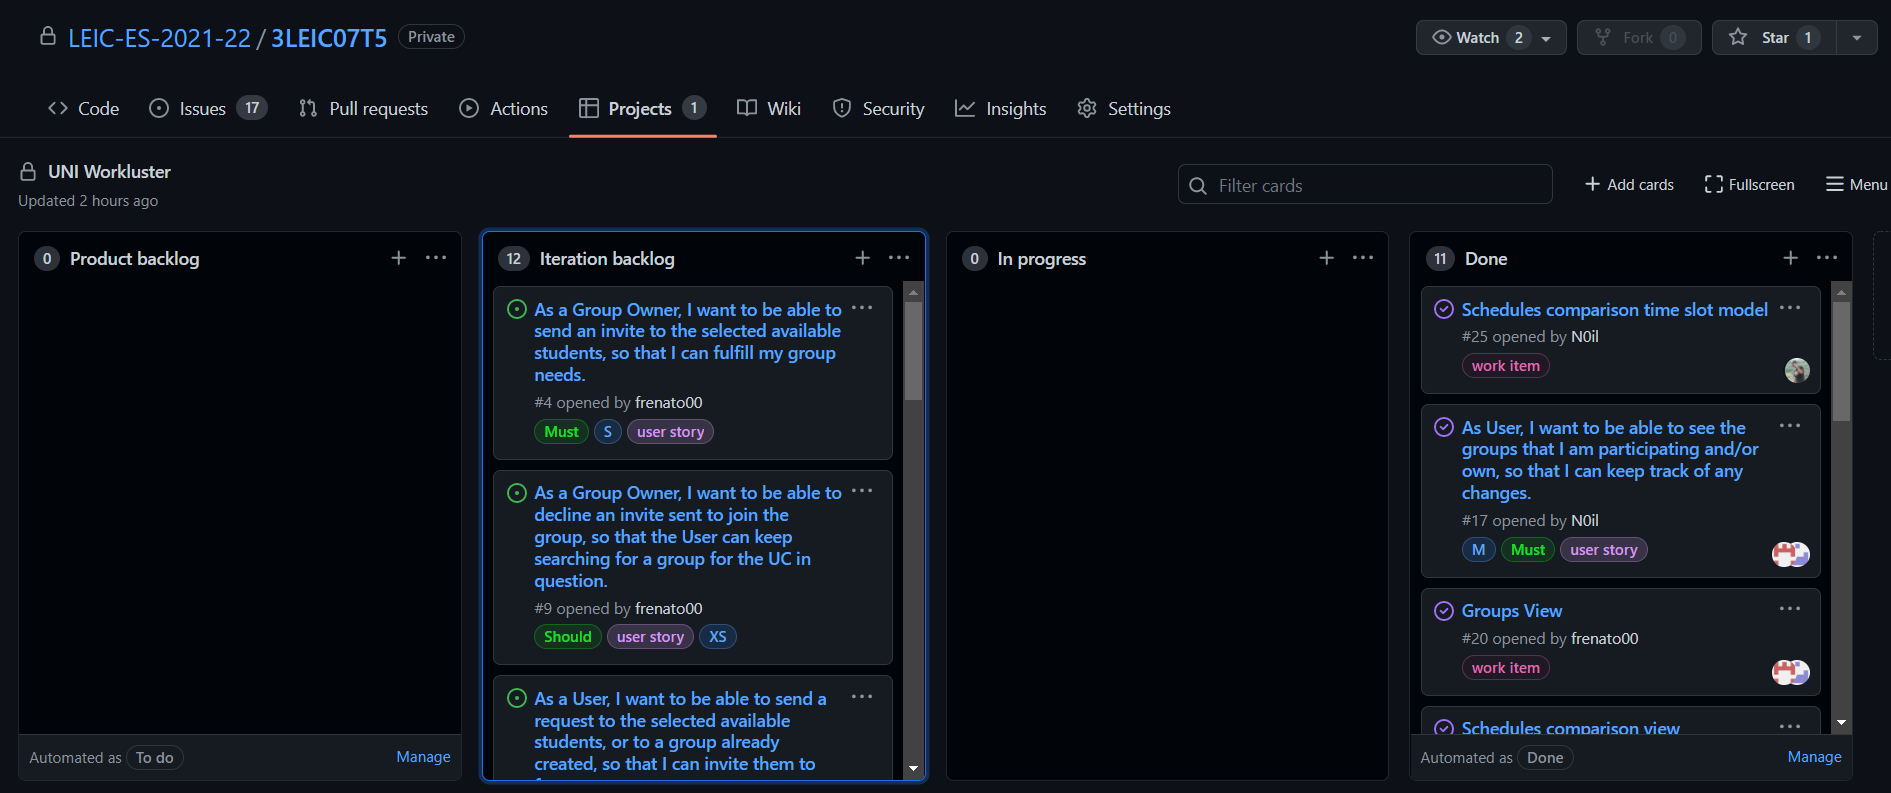 LEIC-ES-2021-22 / 3LEIC07T5 Private
Watch 2
Fork 0
Star 1
Code
Issues 17
Pull requests
Actions
Projects 1
Wiki
Security
Insights
Settings
UNI Workluster
Updated 2 hours ago
Filter cards
Add cards
Fullscreen
Menu
0 Product backlog
Automated as To do
Manage
12 Iteration backlog
As a Group Owner, I want to be able to
send an invite to the selected available
students, so that I can fulfill my group
needs.
#4 opened by frenato00
Must S user story
As a Group Owner, I want to be able to
decline an invite sent to join the
group, so that the User can keep
searching for a group for the UC in
question.
#9 opened by frenato00
Should user story XS
As a User, I want to be able to send a
request to the selected available
students, or to a group already
created, so that I can invite them to
0 In progress
11 Done
Schedules comparison time slot model
#25 opened by N0il
work item
As User, I want to be able to see the
groups that I am participating and/or
own, so that I can keep track of any
changes.
#17 opened by N0il
M Must user story
Groups View
#20 opened by frenato00
work item
Schedules comparison view
Automated as Done
Manage